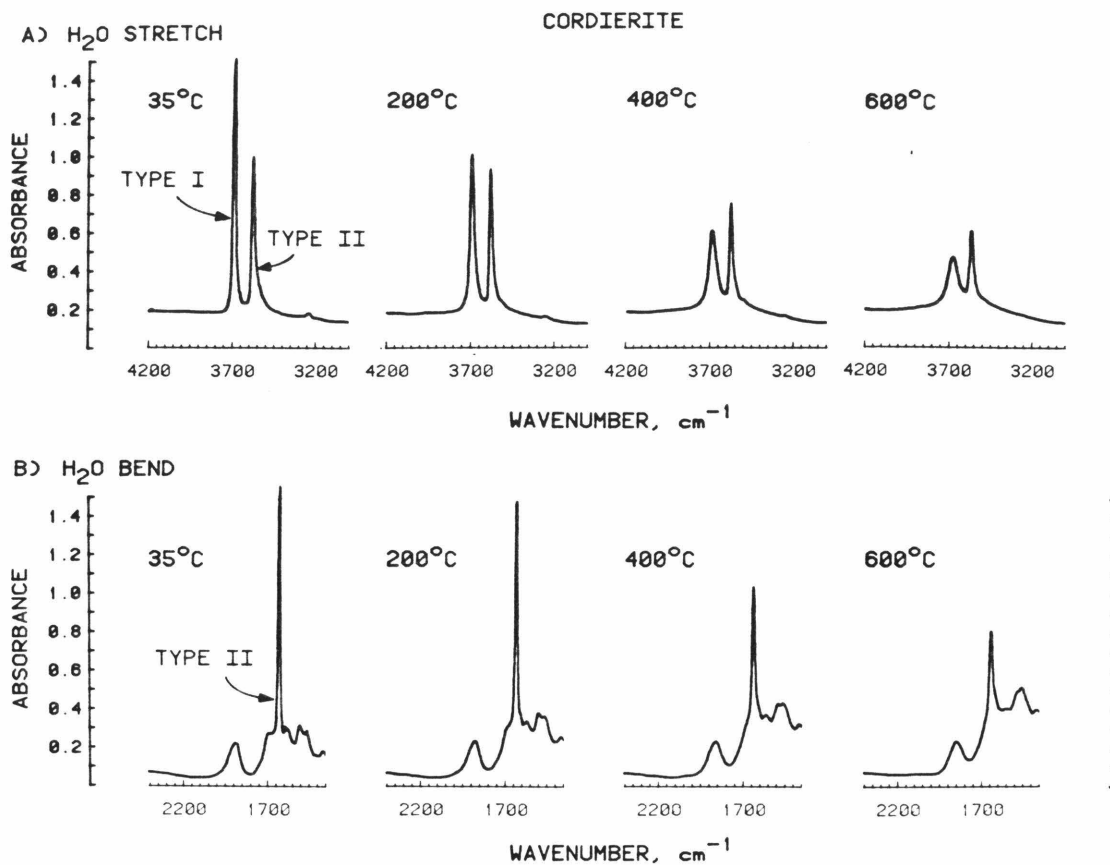 CORDIERITE
A) H₂O STRETCH
ABSORBANCE
1.4
1.2
1.0
0.8
0.6
0.4
0.2
35°C
200°C
400°C
600°C
TYPE I
TYPE II
4200 3700 3200
4200 3700 3200
4200 3700 3200
4200 3700 3200
WAVENUMBER, cm⁻¹
B) H₂O BEND
ABSORBANCE
1.4
1.2
1.0
0.8
0.6
0.4
0.2
35°C
200°C
400°C
600°C
TYPE II
2200 1700
2200 1700
2200 1700
2200 1700
WAVENUMBER, cm⁻¹